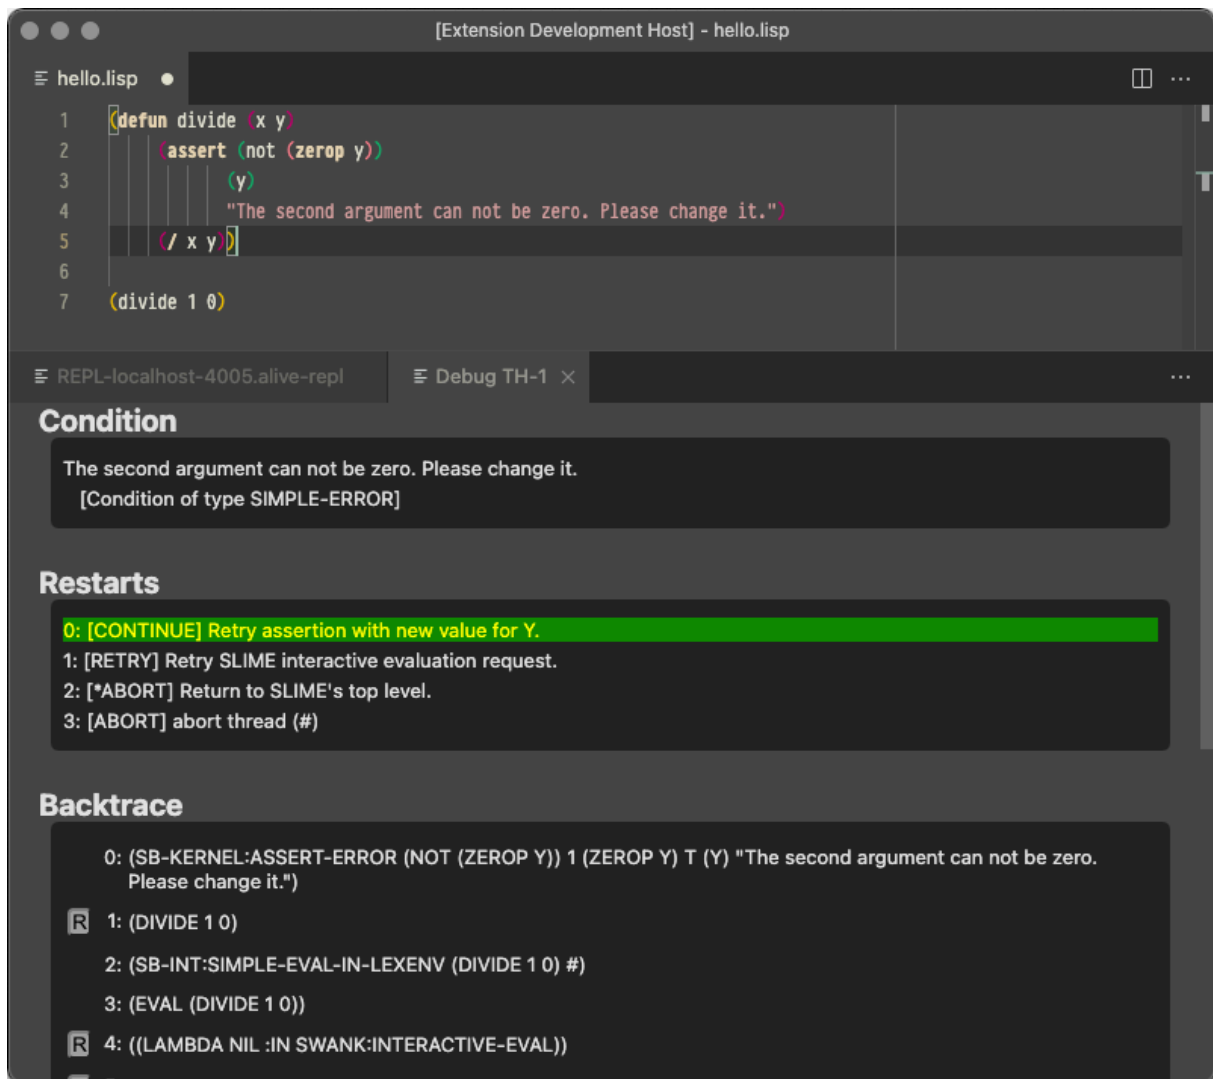 [Extension Development Host] - hello.lisp
hello.lisp
1 (defun divide (x y)
2 (assert (not (zerop y))
3 (y)
4 "The second argument can not be zero. Please change it.")
5 (/ x y))
6
7 (divide 1 0)
REPL-localhost-4005.alive-repl Debug TH-1
Condition
The second argument can not be zero. Please change it.
[Condition of type SIMPLE-ERROR]
Restarts
0: [CONTINUE] Retry assertion with new value for Y.
1: [RETRY] Retry SLIME interactive evaluation request.
2: [*ABORT] Return to SLIME's top level.
3: [ABORT] abort thread (#)
Backtrace
0: (SB-KERNEL:ASSERT-ERROR (NOT (ZEROP Y)) 1 (ZEROP Y) T (Y) "The second argument can not be zero.
Please change it.")
R 1: (DIVIDE 1 0)
2: (SB-INT:SIMPLE-EVAL-IN-LEXENV (DIVIDE 1 0) #)
3: (EVAL (DIVIDE 1 0))
R 4: ((LAMBDA NIL :IN SWANK:INTERACTIVE-EVAL))